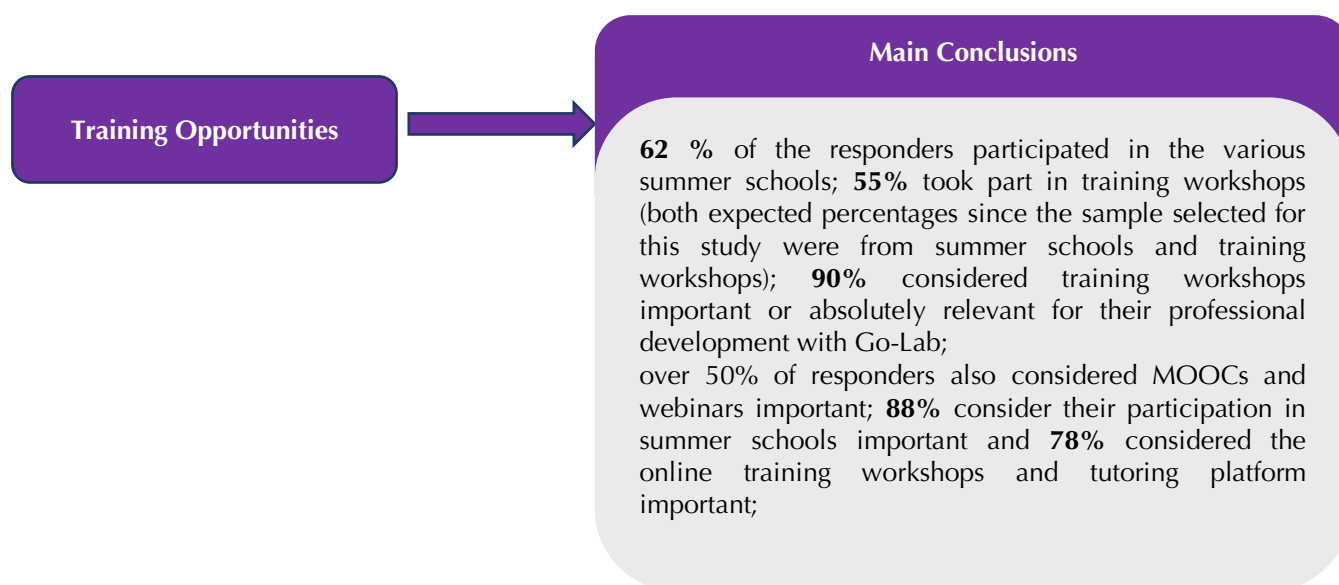 Training Opportunities
Main Conclusions
62 % of the responders participated in the various
summer schools; 55% took part in training workshops
(both expected percentages since the sample selected for
this study were from summer schools and training
workshops); 90% considered training workshops
important or absolutely relevant for their professional
development with Go-Lab;
over 50% of responders also considered MOOCs and
webinars important; 88% consider their participation in
summer schools important and 78% considered the
online training workshops and tutoring platform
important;